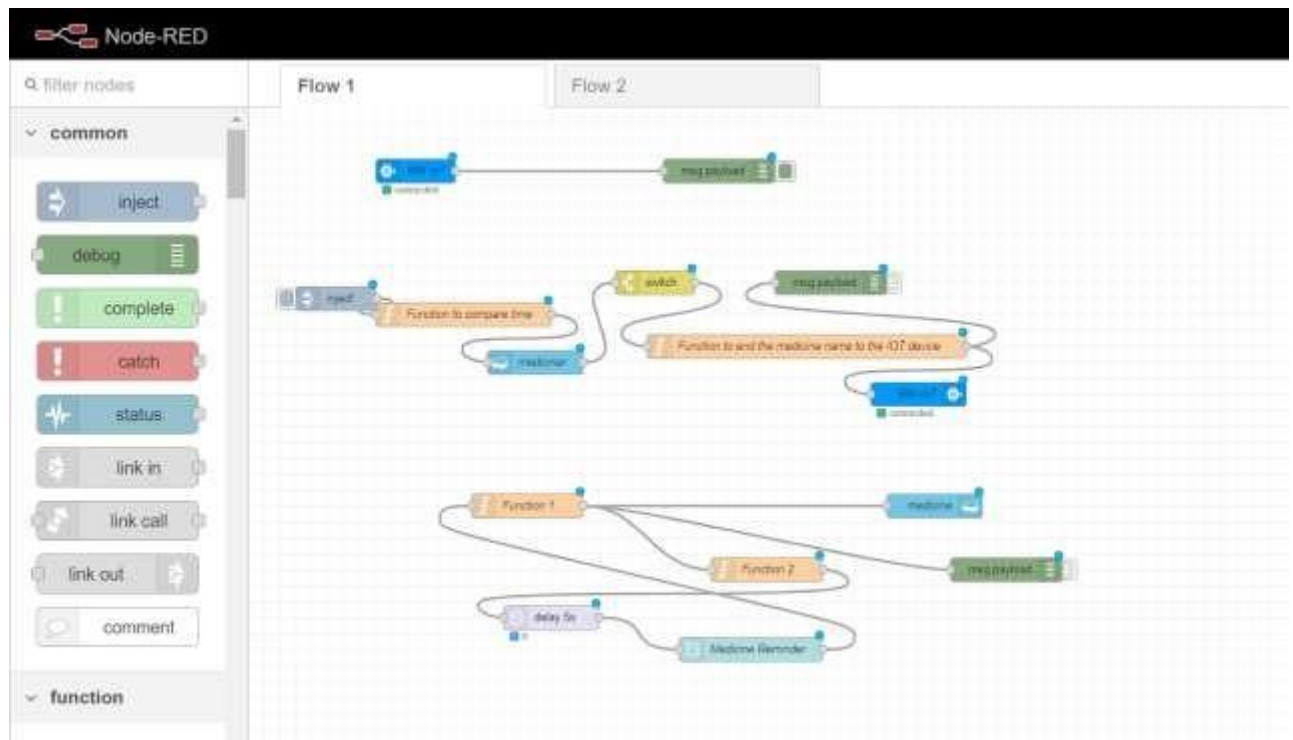 Node-RED
filter nodes
Flow 1
Flow 2
common
inject
debug
complete
catch
status
link in
link call
link out
comment
function
msg.payload
connected
inject
Function to compare time
medicine
switch
msg.payload
Function to end the medicine name to the IOT device
connected
Function 1
medicine
Function 2
msg.payload
delay 5s
Medicine Reminder